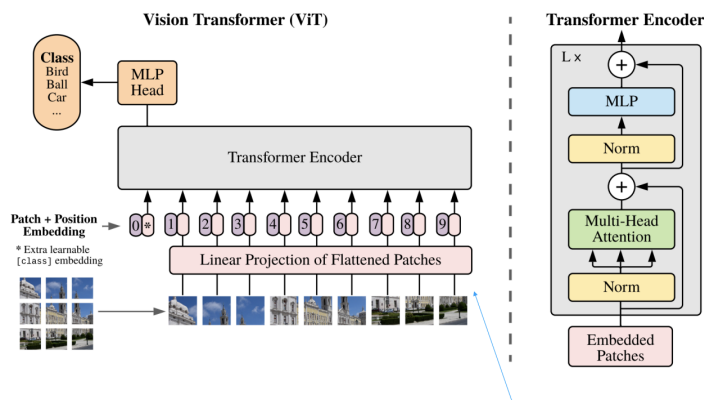 Vision Transformer (ViT)
Class
Bird
Ball
Car
...
MLP
Head
Transformer Encoder
Patch + Position
Embedding
* Extra learnable
[class] embedding
0 * 1 2 3 4 5 6 7 8 9
Linear Projection of Flattened Patches
Transformer Encoder
L x
+
MLP
Norm
+
Multi-Head
Attention
Norm
Embedded
Patches